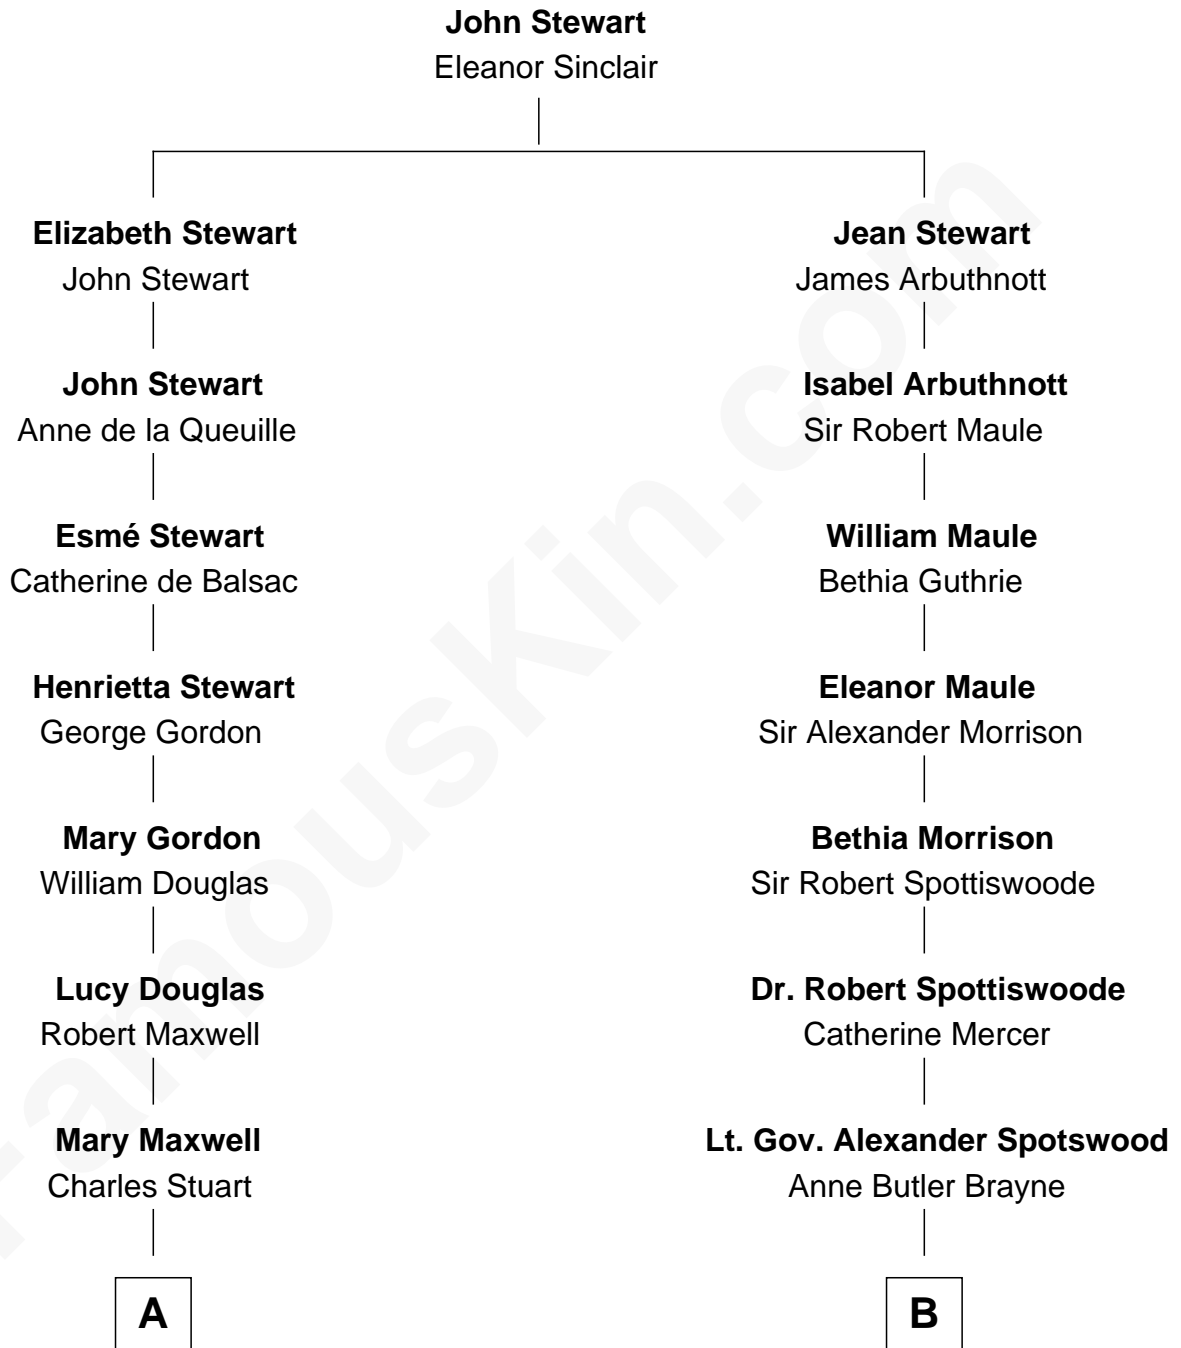 John Stewart
Eleanor Sinclair
Elizabeth Stewart
John Stewart
John Stewart
Anne de la Queuille
Esmé Stewart
Catherine de Balsac
Henrietta Stewart
George Gordon
Mary Gordon
William Douglas
Lucy Douglas
Robert Maxwell
Mary Maxwell
Charles Stuart
A
Jean Stewart
James Arbuthnott
Isabel Arbuthnott
Sir Robert Maule
William Maule
Bethia Guthrie
Eleanor Maule
Sir Alexander Morrison
Bethia Morrison
Sir Robert Spottiswoode
Dr. Robert Spottiswoode
Catherine Mercer
Lt. Gov. Alexander Spotswood
Anne Butler Brayne
B
FamousKin.com